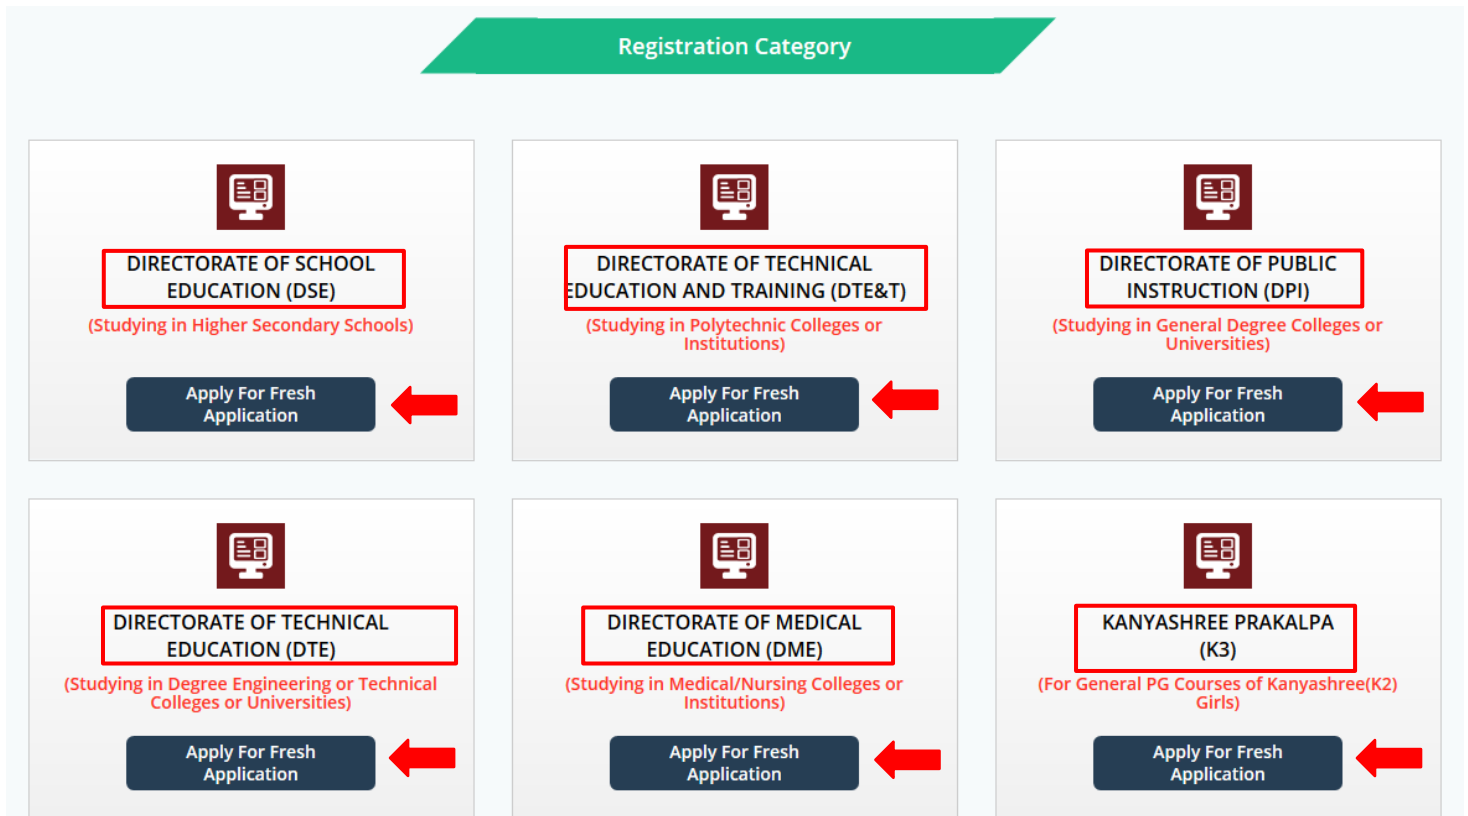 Registration Category
DIRECTORATE OF SCHOOL
EDUCATION (DSE)
(Studying in Higher Secondary Schools)
Apply For Fresh
Application
DIRECTORATE OF TECHNICAL
EDUCATION AND TRAINING (DTE&T)
(Studying in Polytechnic Colleges or
Institutions)
Apply For Fresh
Application
DIRECTORATE OF PUBLIC
INSTRUCTION (DPI)
(Studying in General Degree Colleges or
Universities)
Apply For Fresh
Application
DIRECTORATE OF TECHNICAL
EDUCATION (DTE)
(Studying in Degree Engineering or Technical
Colleges or Universities)
Apply For Fresh
Application
DIRECTORATE OF MEDICAL
EDUCATION (DME)
(Studying in Medical/Nursing Colleges or
Institutions)
Apply For Fresh
Application
KANYASHREE PRAKALPA
(K3)
(For General PG Courses of Kanyashree(K2)
Girls)
Apply For Fresh
Application